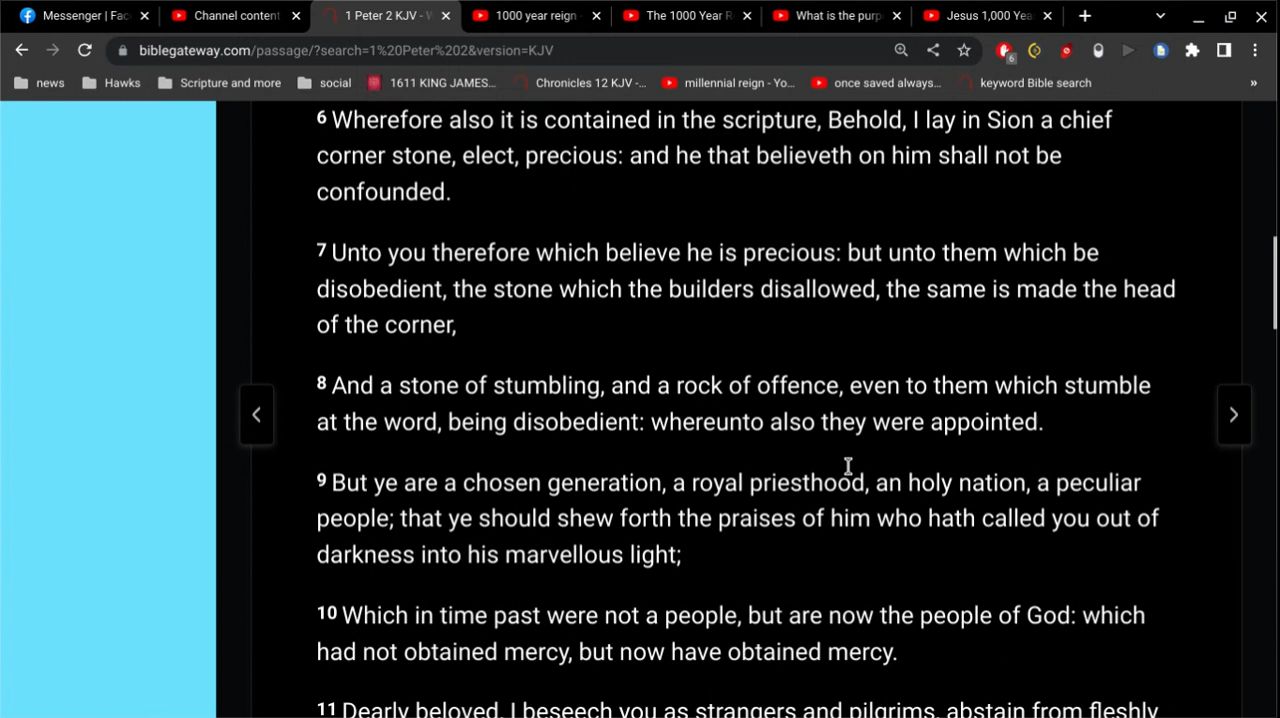 Messenger | Fac
Channel content
1 Peter 2 KJV - V
1000 year reign
The 1000 Year R
What is the purp
Jesus 1,000 Yea
biblegateway.com/passage/?search=1%20Peter%202&version=KJV
6
news
Hawks
Scripture and more
social
1611 KING JAMES...
Chronicles 12 KJV -...
millennial reign - Yo...
once saved always...
keyword Bible search
»
6 Wherefore also it is contained in the scripture, Behold, I lay in Sion a chief
corner stone, elect, precious: and he that believeth on him shall not be
confounded.
7 Unto you therefore which believe he is precious: but unto them which be
disobedient, the stone which the builders disallowed, the same is made the head
of the corner,
8 And a stone of stumbling, and a rock of offence, even to them which stumble
at the word, being disobedient: whereunto also they were appointed.
9 But ye are a chosen generation, a royal priesthood, an holy nation, a peculiar
people; that ye should shew forth the praises of him who hath called you out of
darkness into his marvellous light;
10 Which in time past were not a people, but are now the people of God: which
had not obtained mercy, but now have obtained mercy.
11 Dearly beloved, I beseech you as strangers and pilgrims, abstain from fleshly